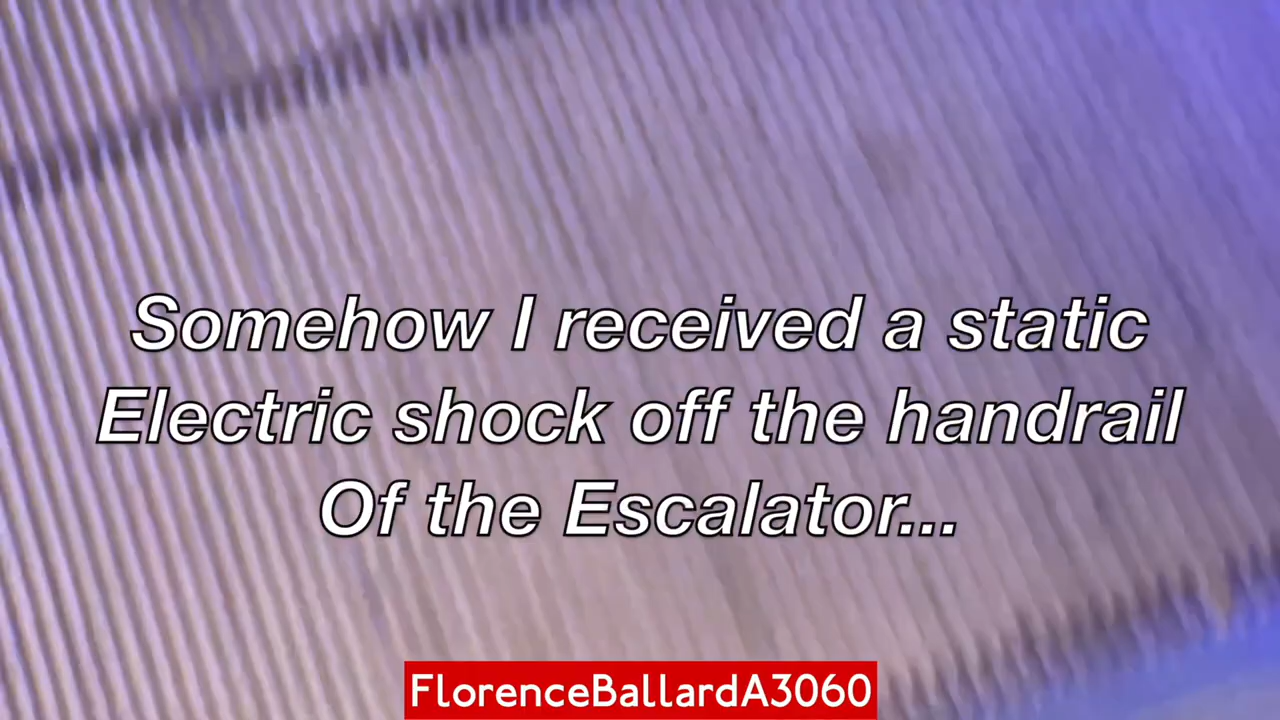 Somehow I received a static
Electric shock off the handrail
Of the Escalator...
FlorenceBallardA3060